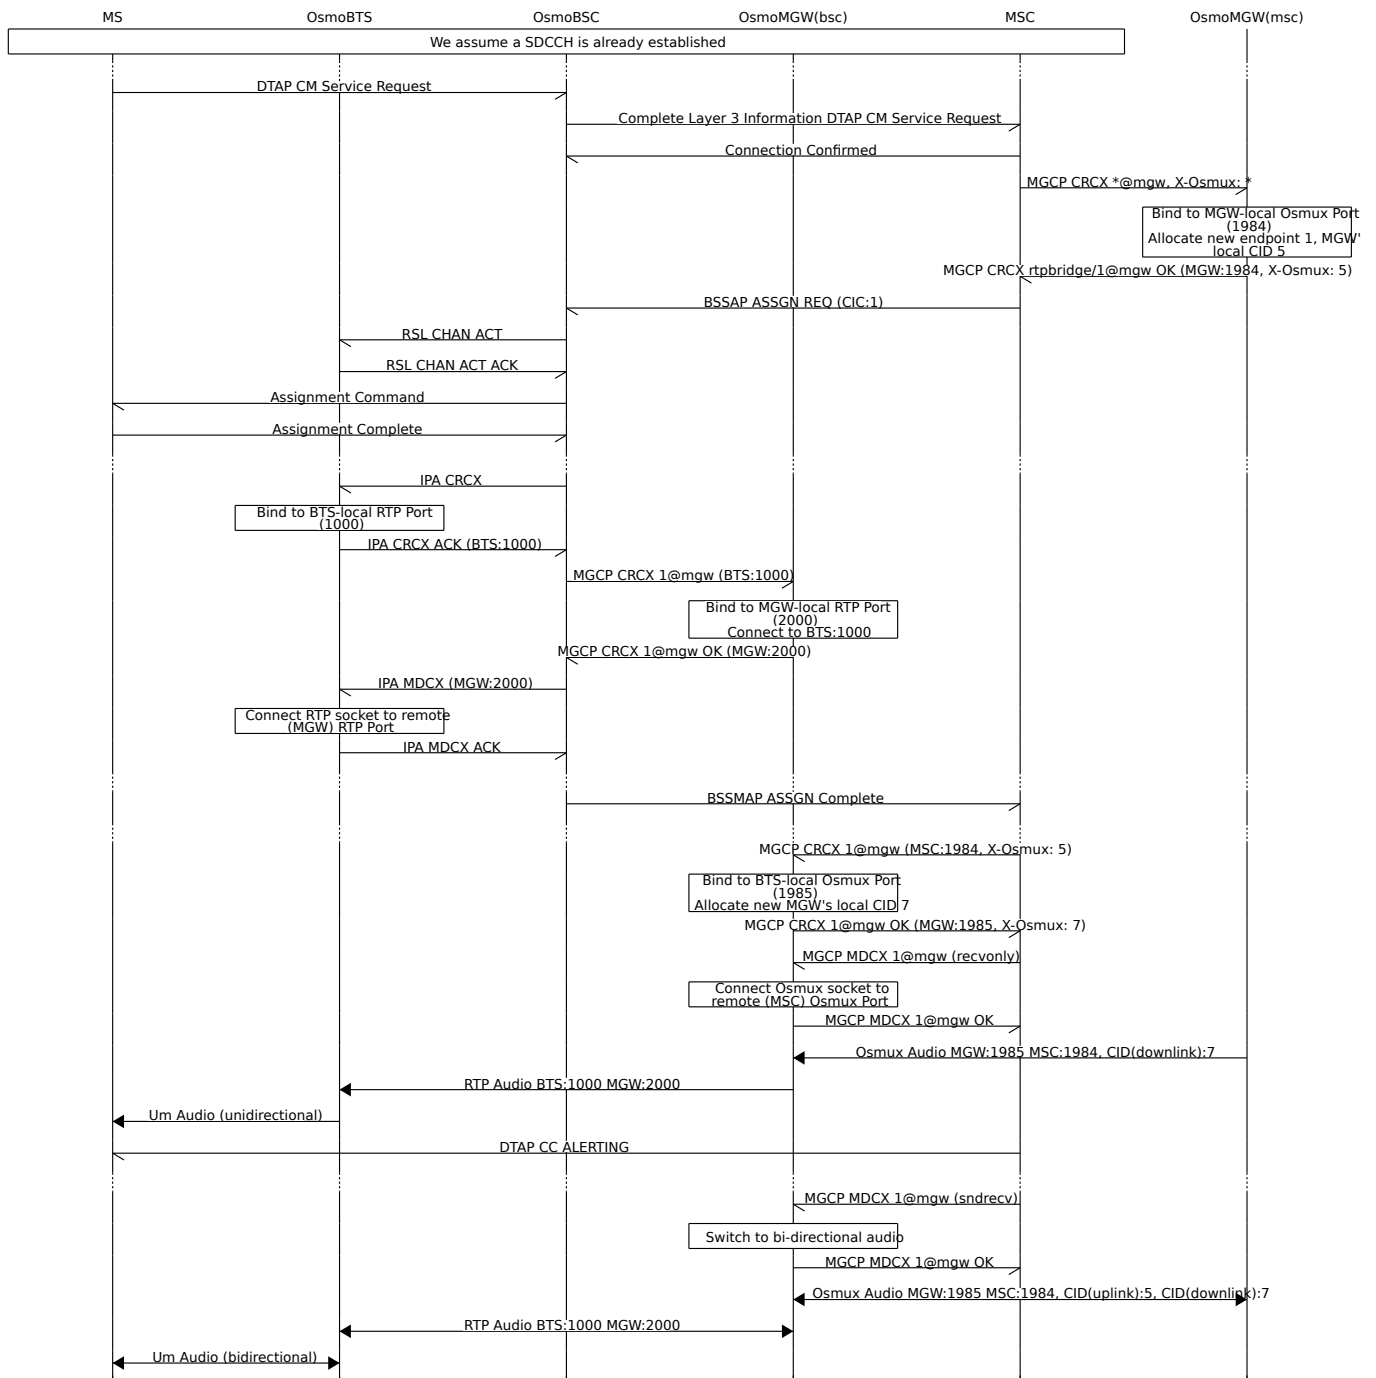 MS
OsmoBTS
OsmoBSC
OsmoMGW(bsc)
MSC
OsmoMGW(msc)
We assume a SDCCH is already established
DTAP CM Service Request
Complete Layer 3 Information DTAP CM Service Request
Connection Confirmed
MGCP CRCX *@mgw, X-Osmux: *
Bind to MGW-local Osmux Port
(1984)
Allocate new endpoint 1, MGW'
local CID 5
MGCP CRCX rtpbridge/1@mgw OK (MGW:1984, X-Osmux: 5)
BSSAP ASSGN REQ (CIC:1)
RSL CHAN ACT
RSL CHAN ACT ACK
Assignment Command
Assignment Complete
IPA CRCX
Bind to BTS-local RTP Port
(1000)
IPA CRCX ACK (BTS:1000)
MGCP CRCX 1@mgw (BTS:1000)
Bind to MGW-local RTP Port
(2000)
Connect to BTS:1000
MGCP CRCX 1@mgw OK (MGW:2000)
IPA MDCX (MGW:2000)
Connect RTP socket to remote
(MGW) RTP Port
IPA MDCX ACK
BSSMAP ASSGN Complete
MGCP CRCX 1@mgw (MSC:1984, X-Osmux: 5)
Bind to BTS-local Osmux Port
(1985)
Allocate new MGW's local CID 7
MGCP CRCX 1@mgw OK (MGW:1985, X-Osmux: 7)
MGCP MDCX 1@mgw (recvonly)
Connect Osmux socket to
remote (MSC) Osmux Port
MGCP MDCX 1@mgw OK
Osmux Audio MGW:1985 MSC:1984, CID(downlink):7
RTP Audio BTS:1000 MGW:2000
Um Audio (unidirectional)
DTAP CC ALERTING
MGCP MDCX 1@mgw (sndrecv)
Switch to bi-directional audio
MGCP MDCX 1@mgw OK
Osmux Audio MGW:1985 MSC:1984, CID(uplink):5, CID(downlink):7
RTP Audio BTS:1000 MGW:2000
Um Audio (bidirectional)